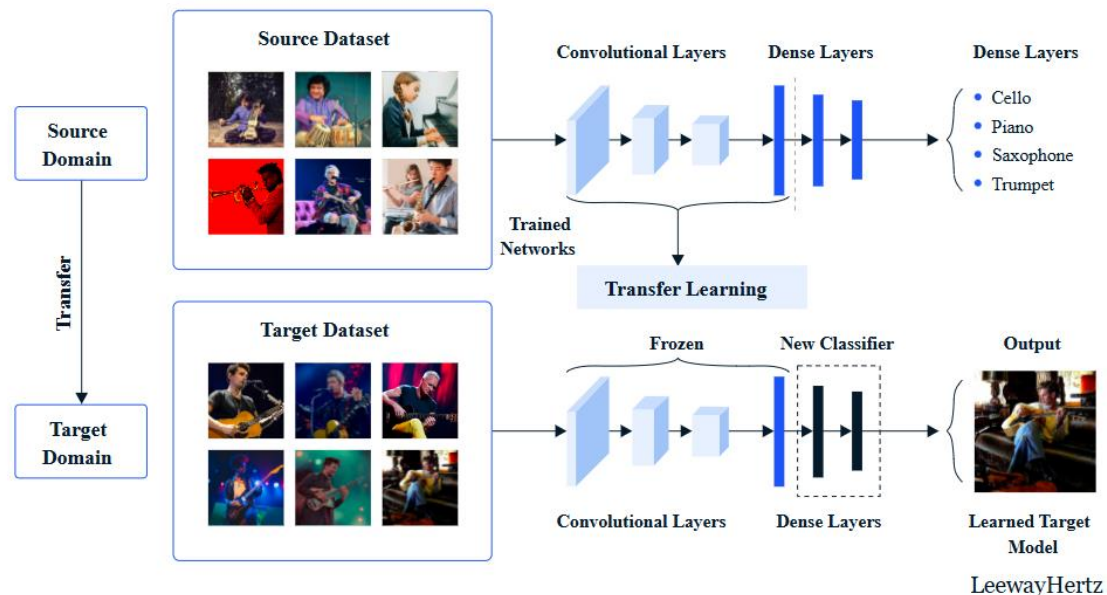 Source Dataset
Convolutional Layers
Dense Layers
Dense Layers
Source
Domain
Cello
Piano
Saxophone
Trumpet
Trained
Networks
Transfer Learning
Transfer
Target Dataset
Frozen
New Classifier
Output
Target
Domain
Convolutional Layers
Dense Layers
Learned Target
Model
LeewayHertz